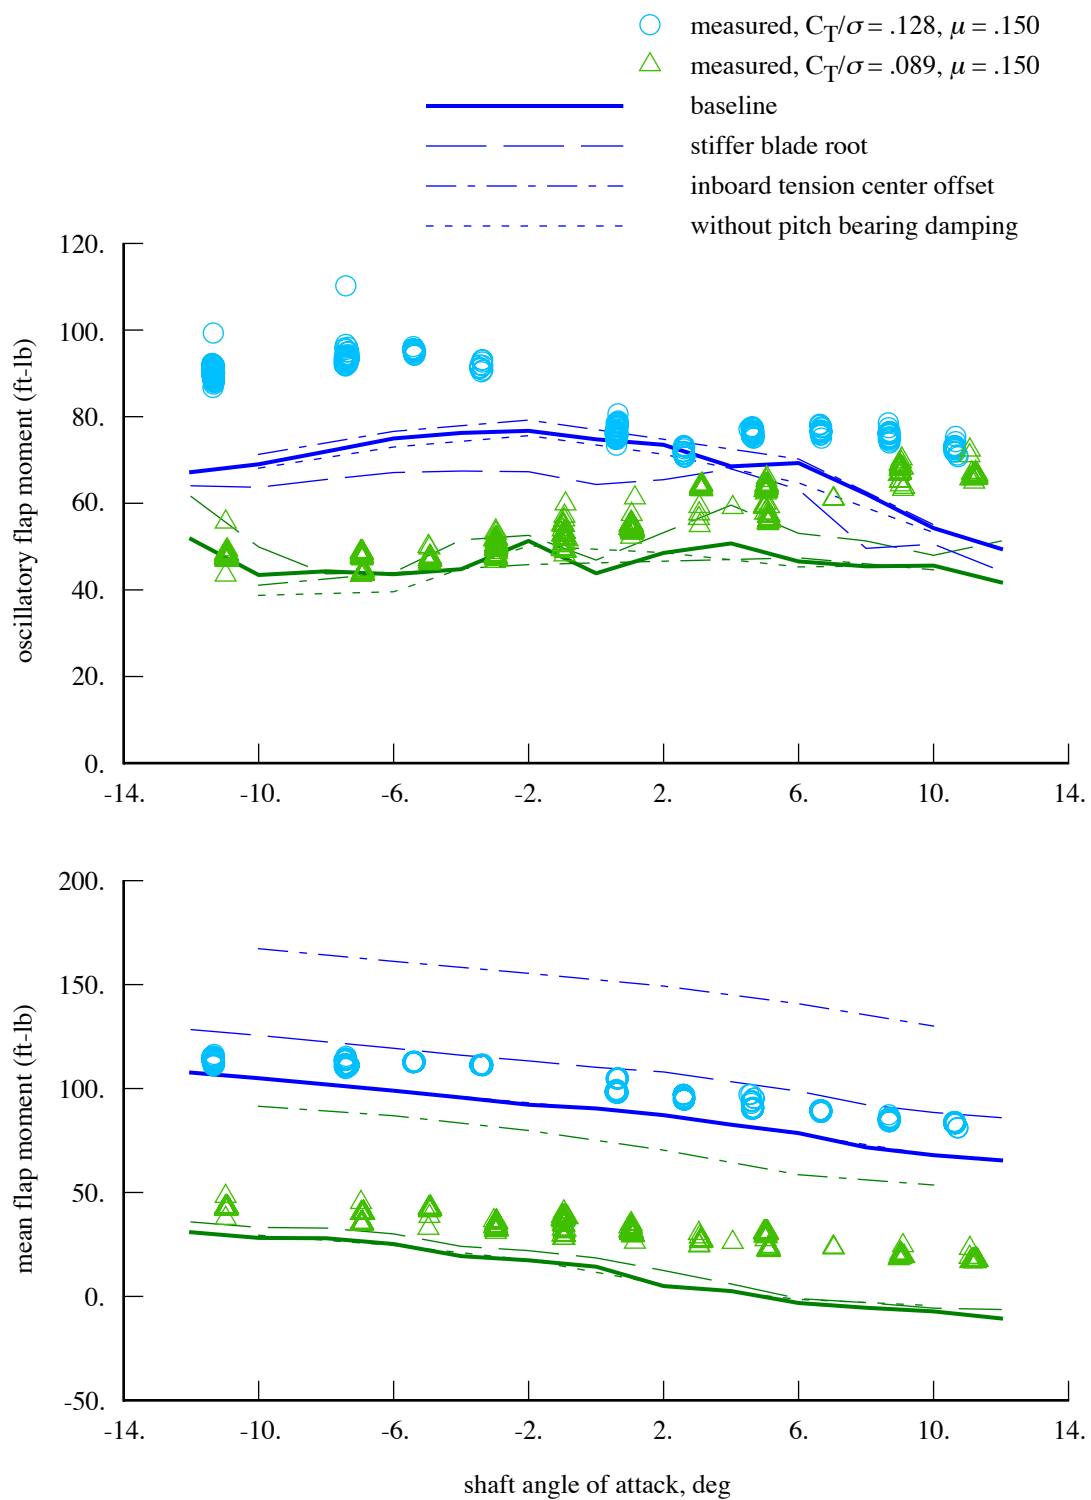 measured, C_T/σ = .128, μ = .150
measured, C_T/σ = .089, μ = .150
baseline
stiffer blade root
inboard tension center offset
without pitch bearing damping
120.
100.
80.
60.
40.
20.
0.
oscillatory flap moment (ft-lb)
-14. -10. -6. -2. 2. 6. 10. 14.
200.
150.
100.
50.
0.
-50.
mean flap moment (ft-lb)
-14. -10. -6. -2. 2. 6. 10. 14.
shaft angle of attack, deg